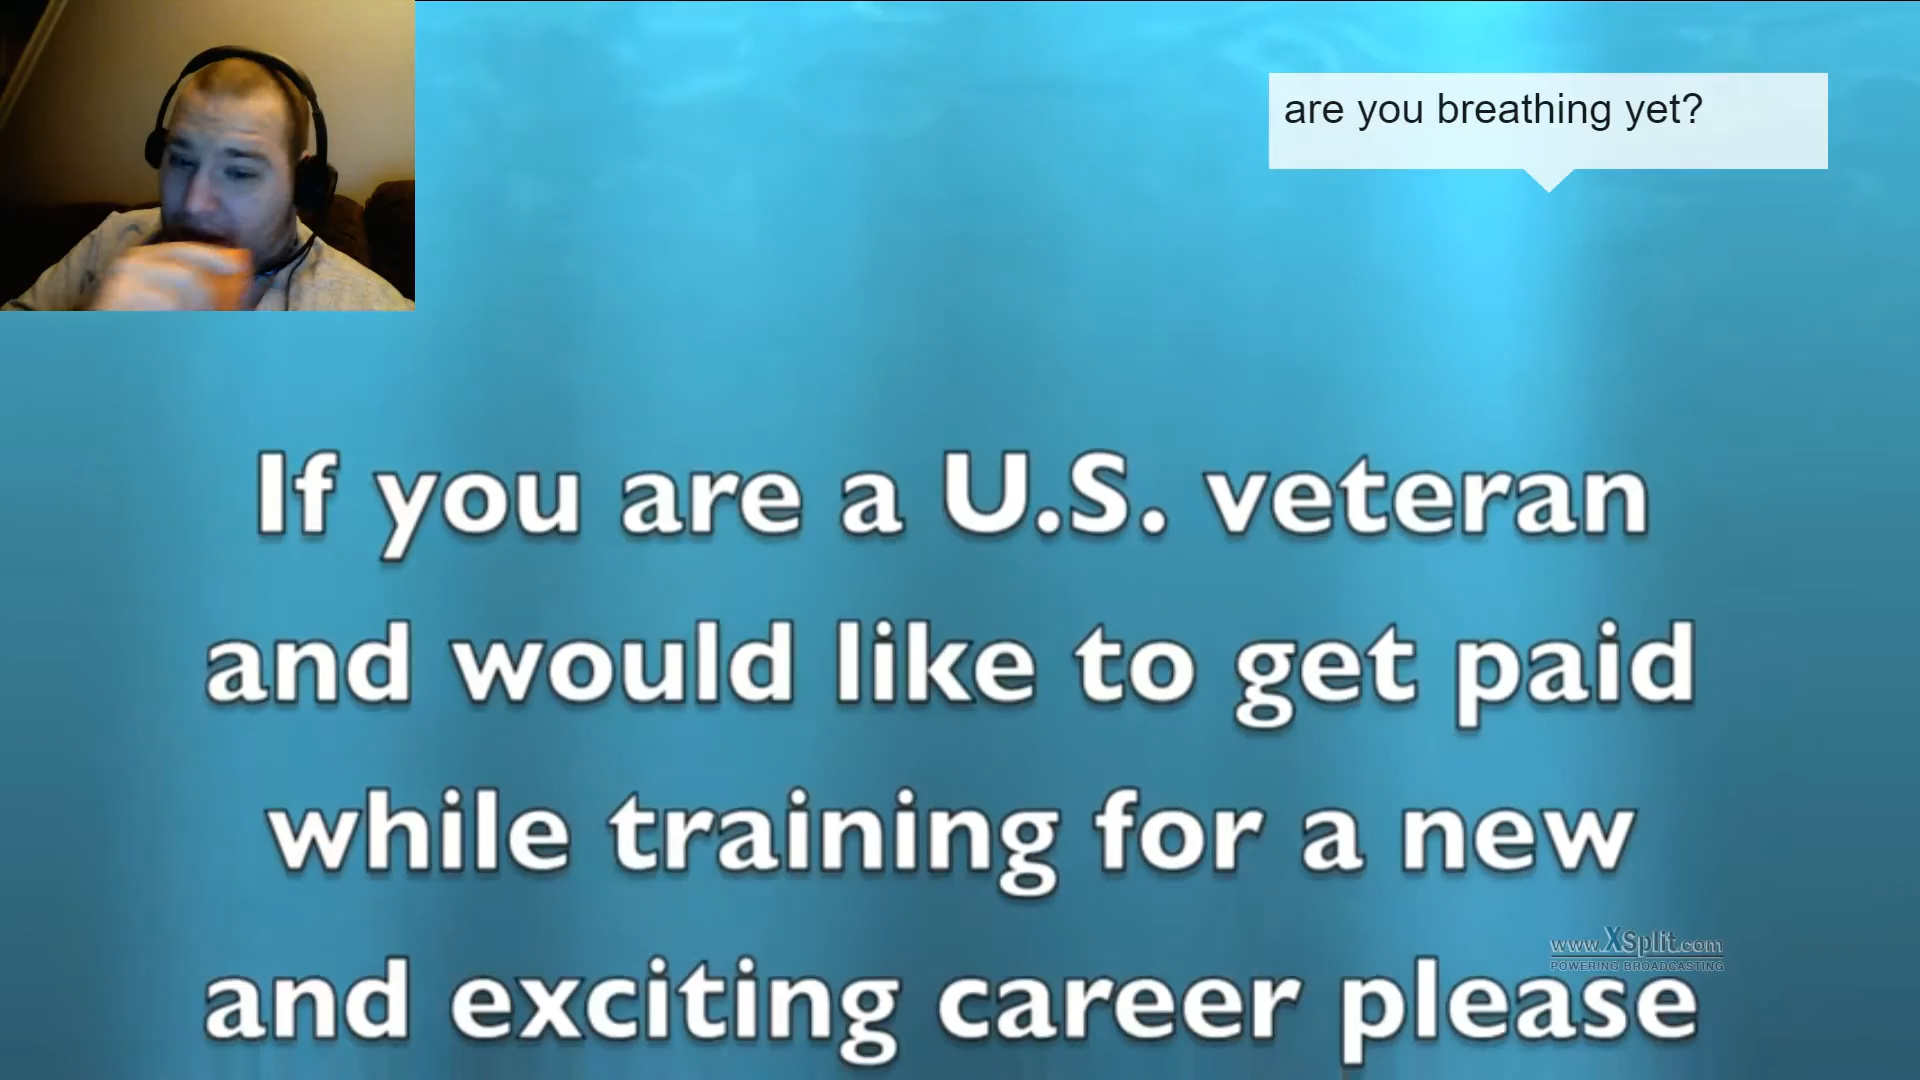 are you breathing yet?
If you are a U.S. veteran
and would like to get paid
while training for a new
www.XSplit.com
POWERING BROADCASTING
and exciting career please